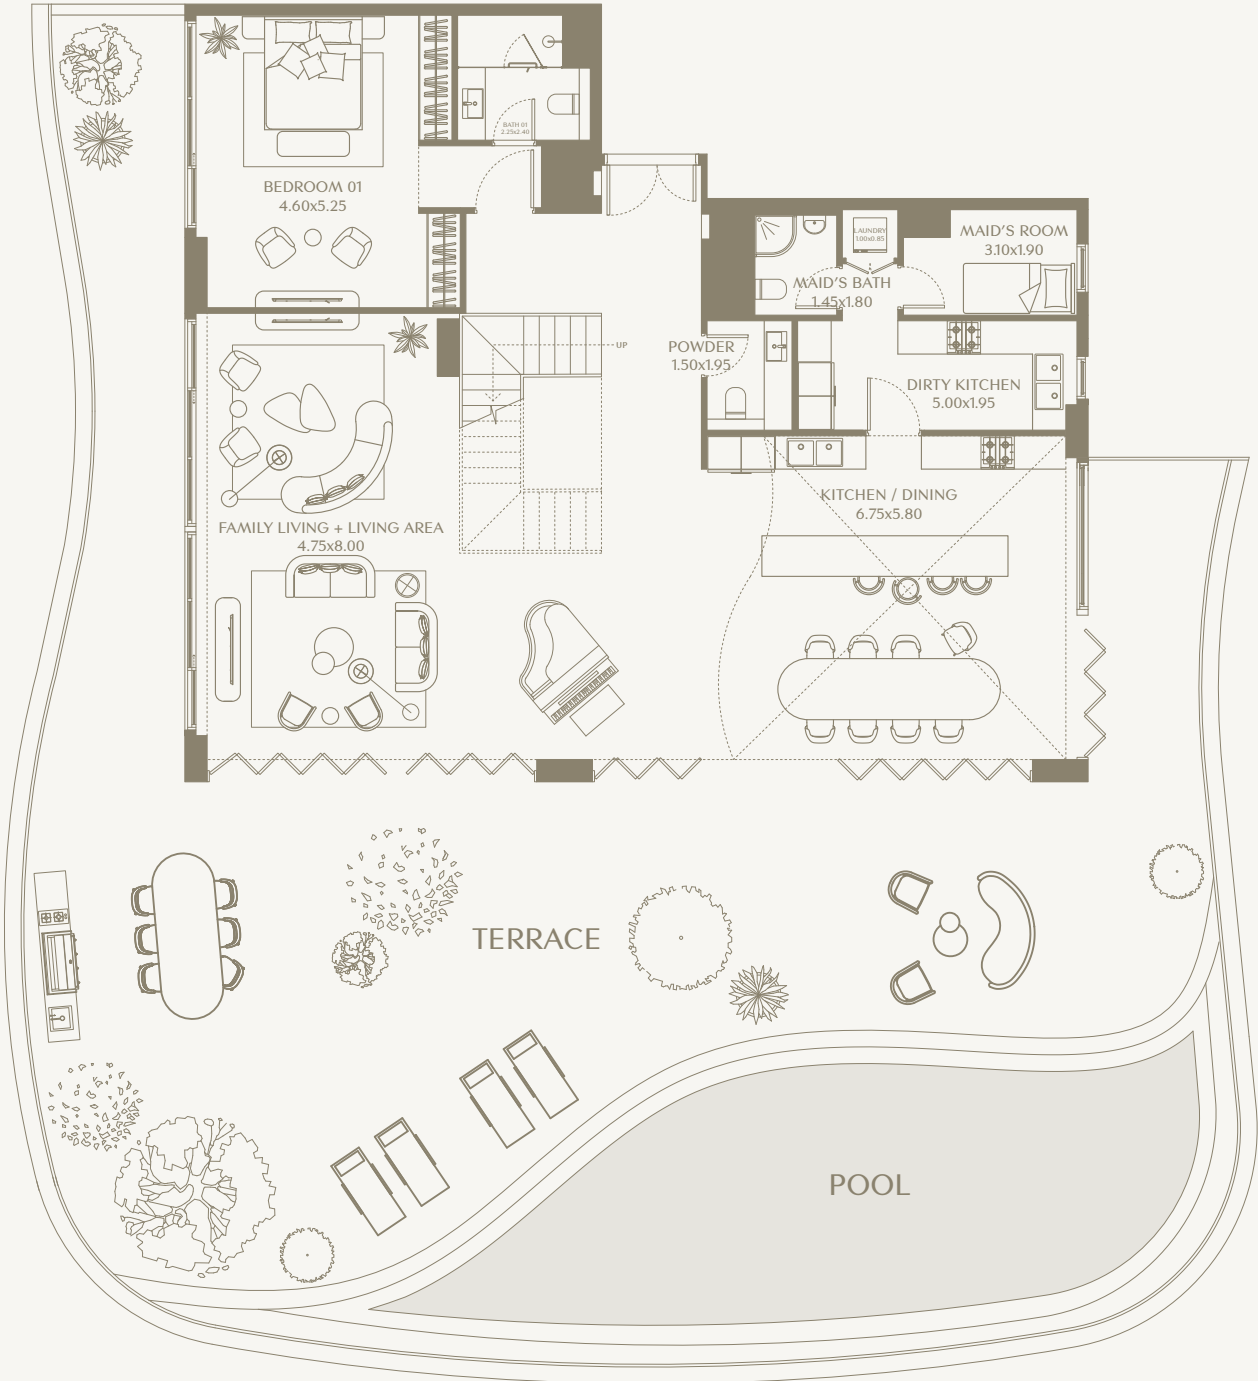 BATH 01
2.25x2.40
BEDROOM 01
4.60x5.25
LAUNDRY
1.00x0.85
MAID'S ROOM
3.10x1.90
MAID'S BATH
1.45x1.80
UP
POWDER
1.50x1.95
DIRTY KITCHEN
5.00x1.95
KITCHEN / DINING
6.75x5.80
FAMILY LIVING + LIVING AREA
4.75x8.00
TERRACE
POOL